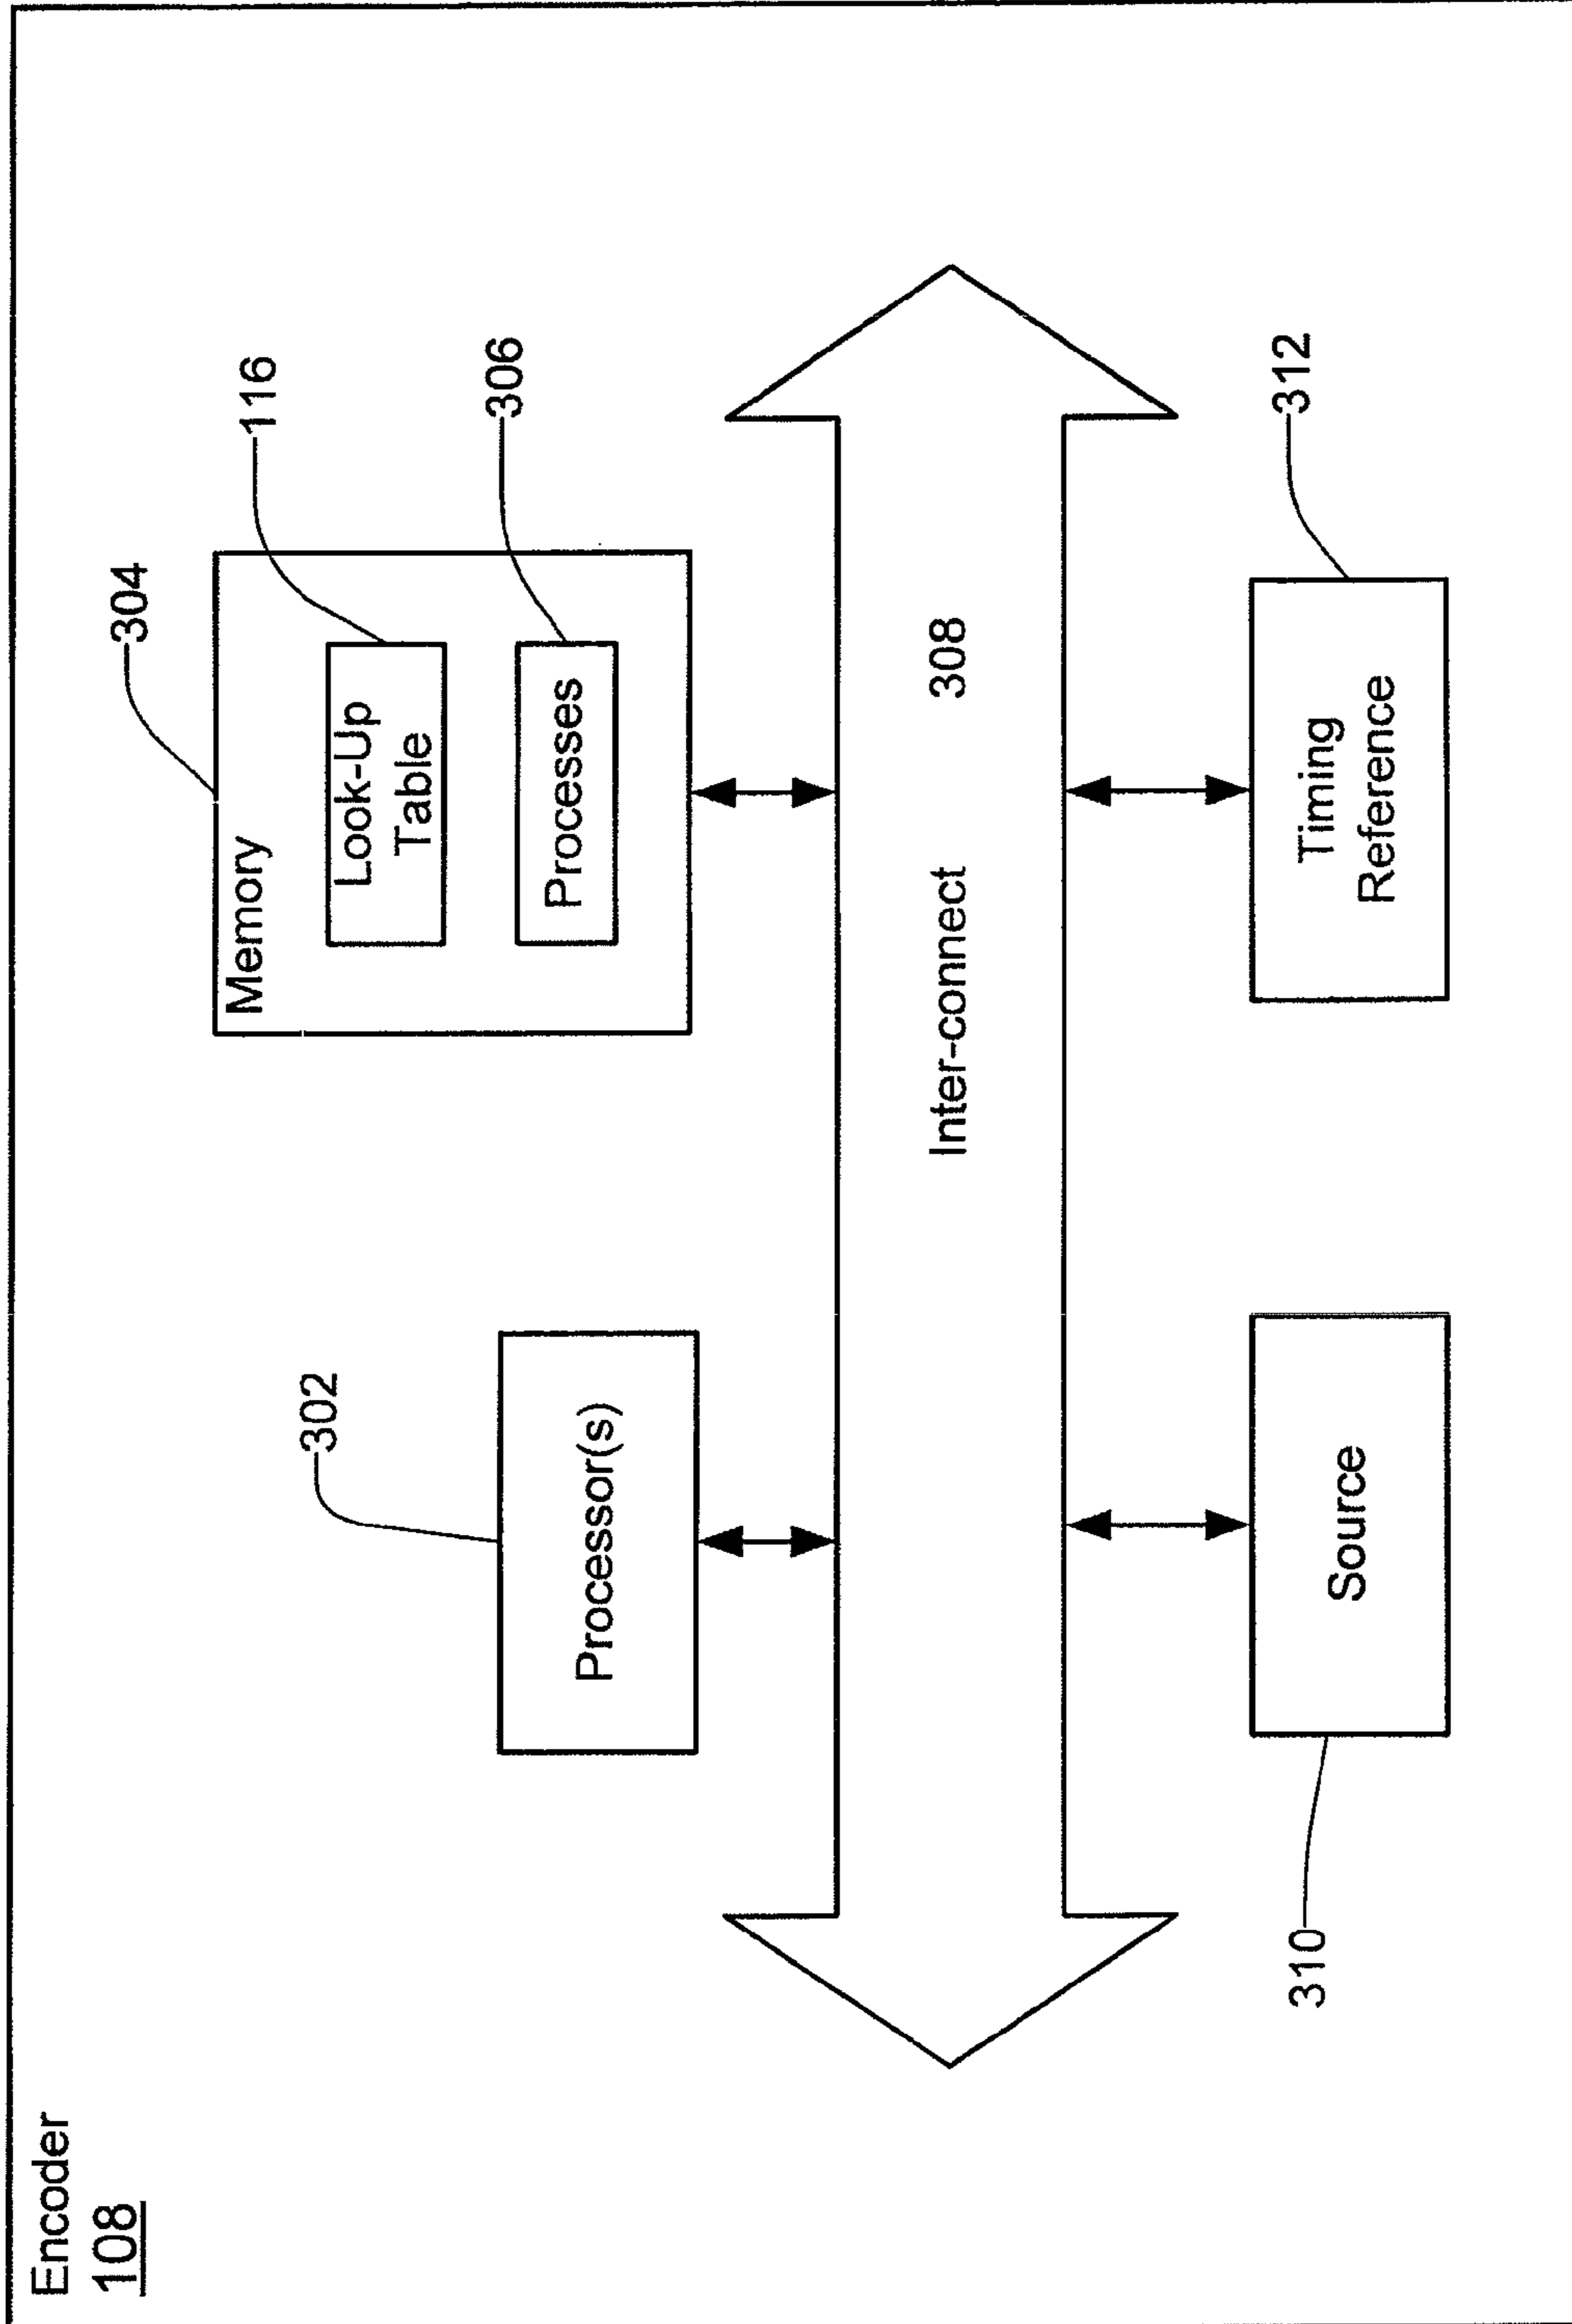 Encoder
108
304
Memory
116
Look-Up
Table
302
306
Processor(s)
Processes
Inter-connect 308
312
Source
Timing
Reference
310